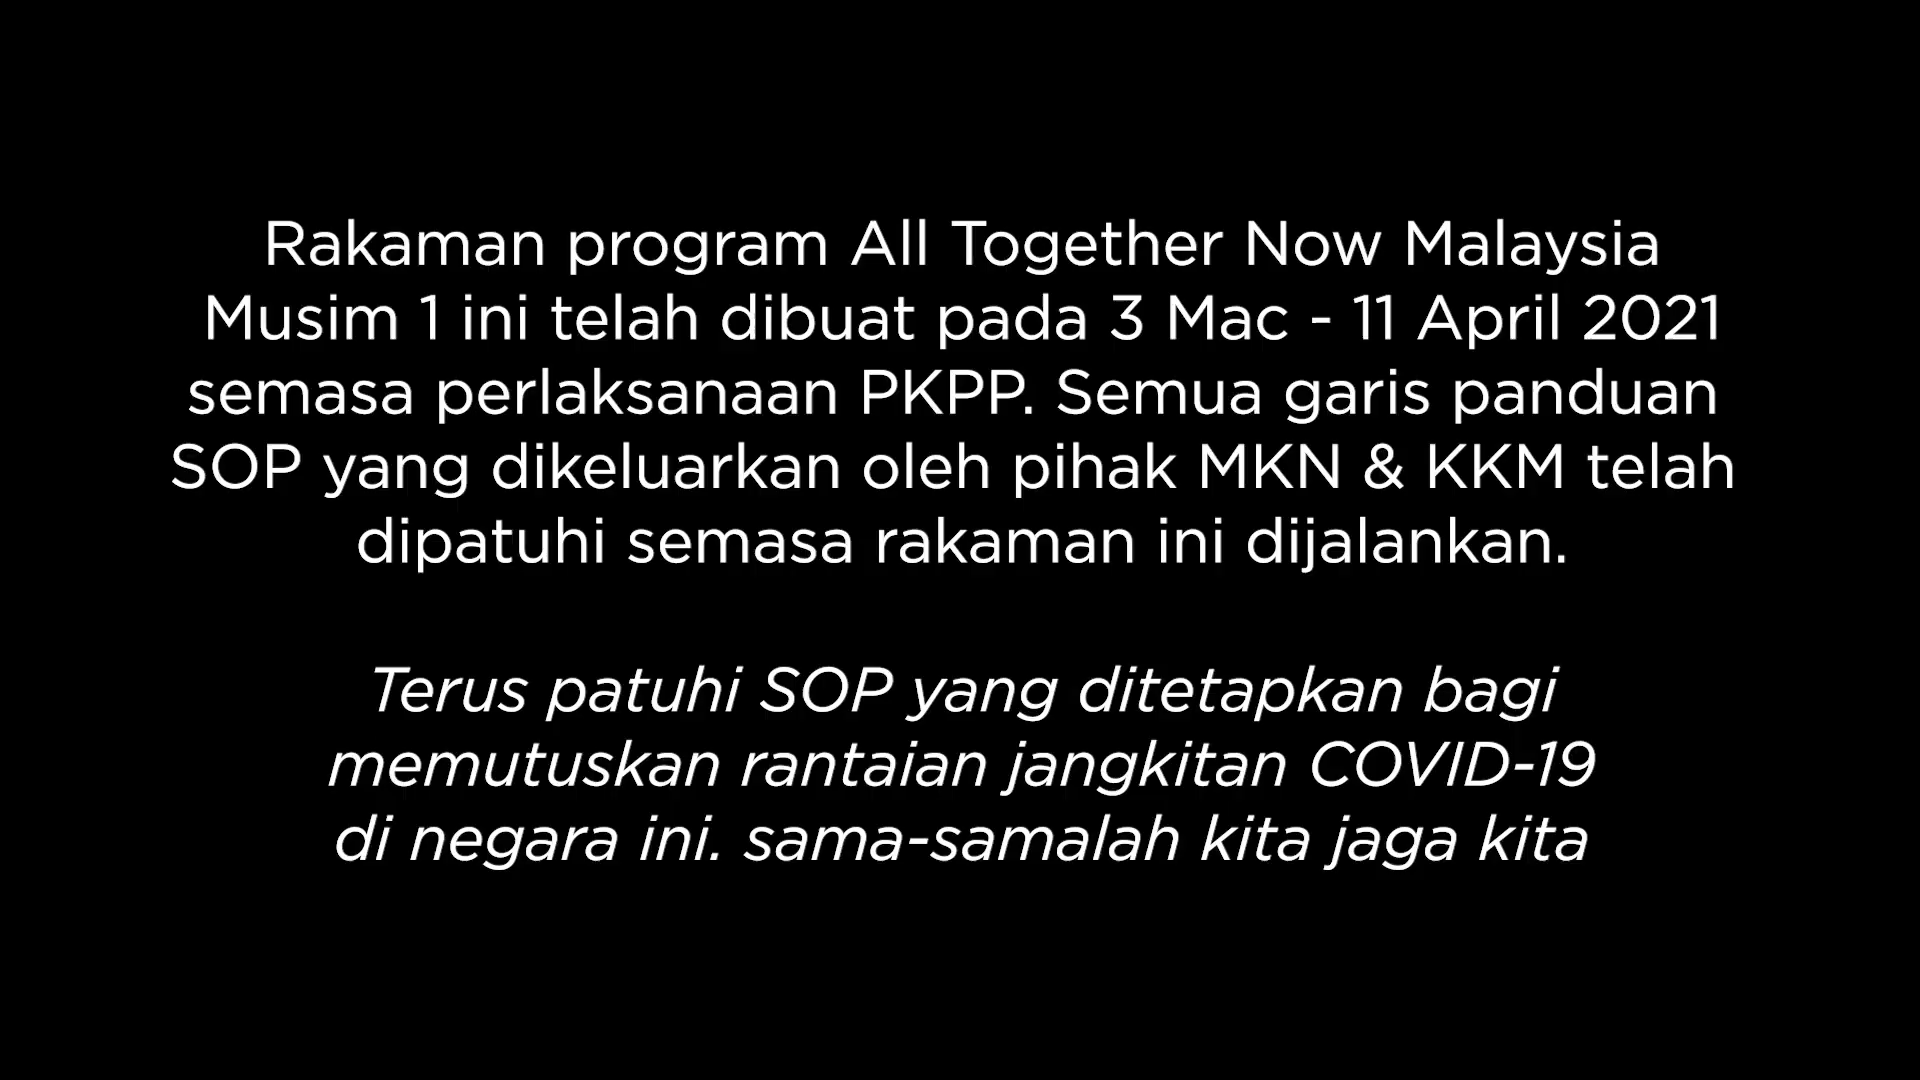 Rakaman program All Together Now Malaysia
Musim 1 ini telah dibuat pada 3 Mac - 11 April 2021
semasa perlaksanaan PKPP. Semua garis panduan
SOP yang dikeluarkan oleh pihak MKN & KKM telah
dipatuhi semasa rakaman ini dijalankan.
Terus patuhi SOP yang ditetapkan bagi
memutuskan rantaian jangkitan COVID-19
di negara ini. sama-samalah kita jaga kita